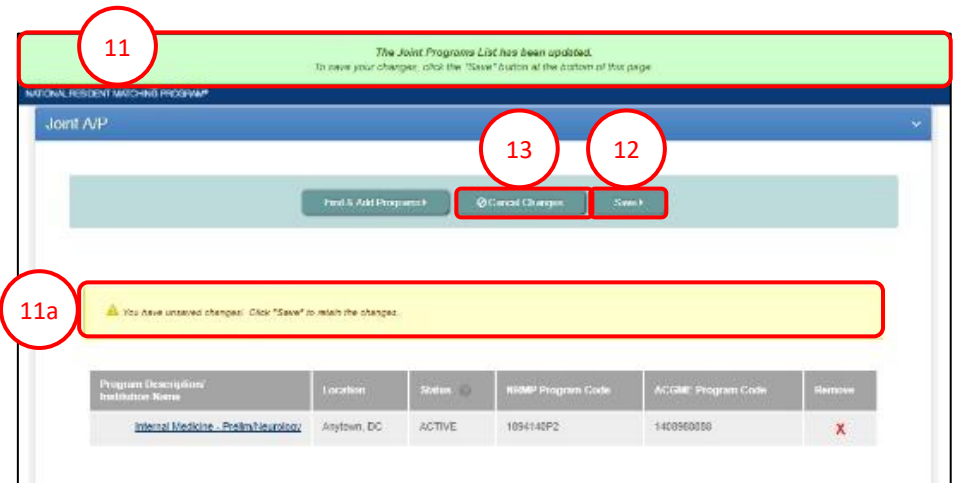 11
The Joint Programs List has been updated.
To save your changes, click the "Save" button at the bottom of this page
NATIONAL RESIDENT MATCHING PROGRAM®
Joint A/P
13
12
Find & Add Programs
Cancel Changes
Save
11a
You have unsaved changes! Click "Save" to retain the changes.
Program Description/ Location Status NRMP Program Code ACGME Program Code Remove
Institution Name
Internal Medicine - Prelim/Neurology Anytown, DC ACTIVE 1094140P2 X